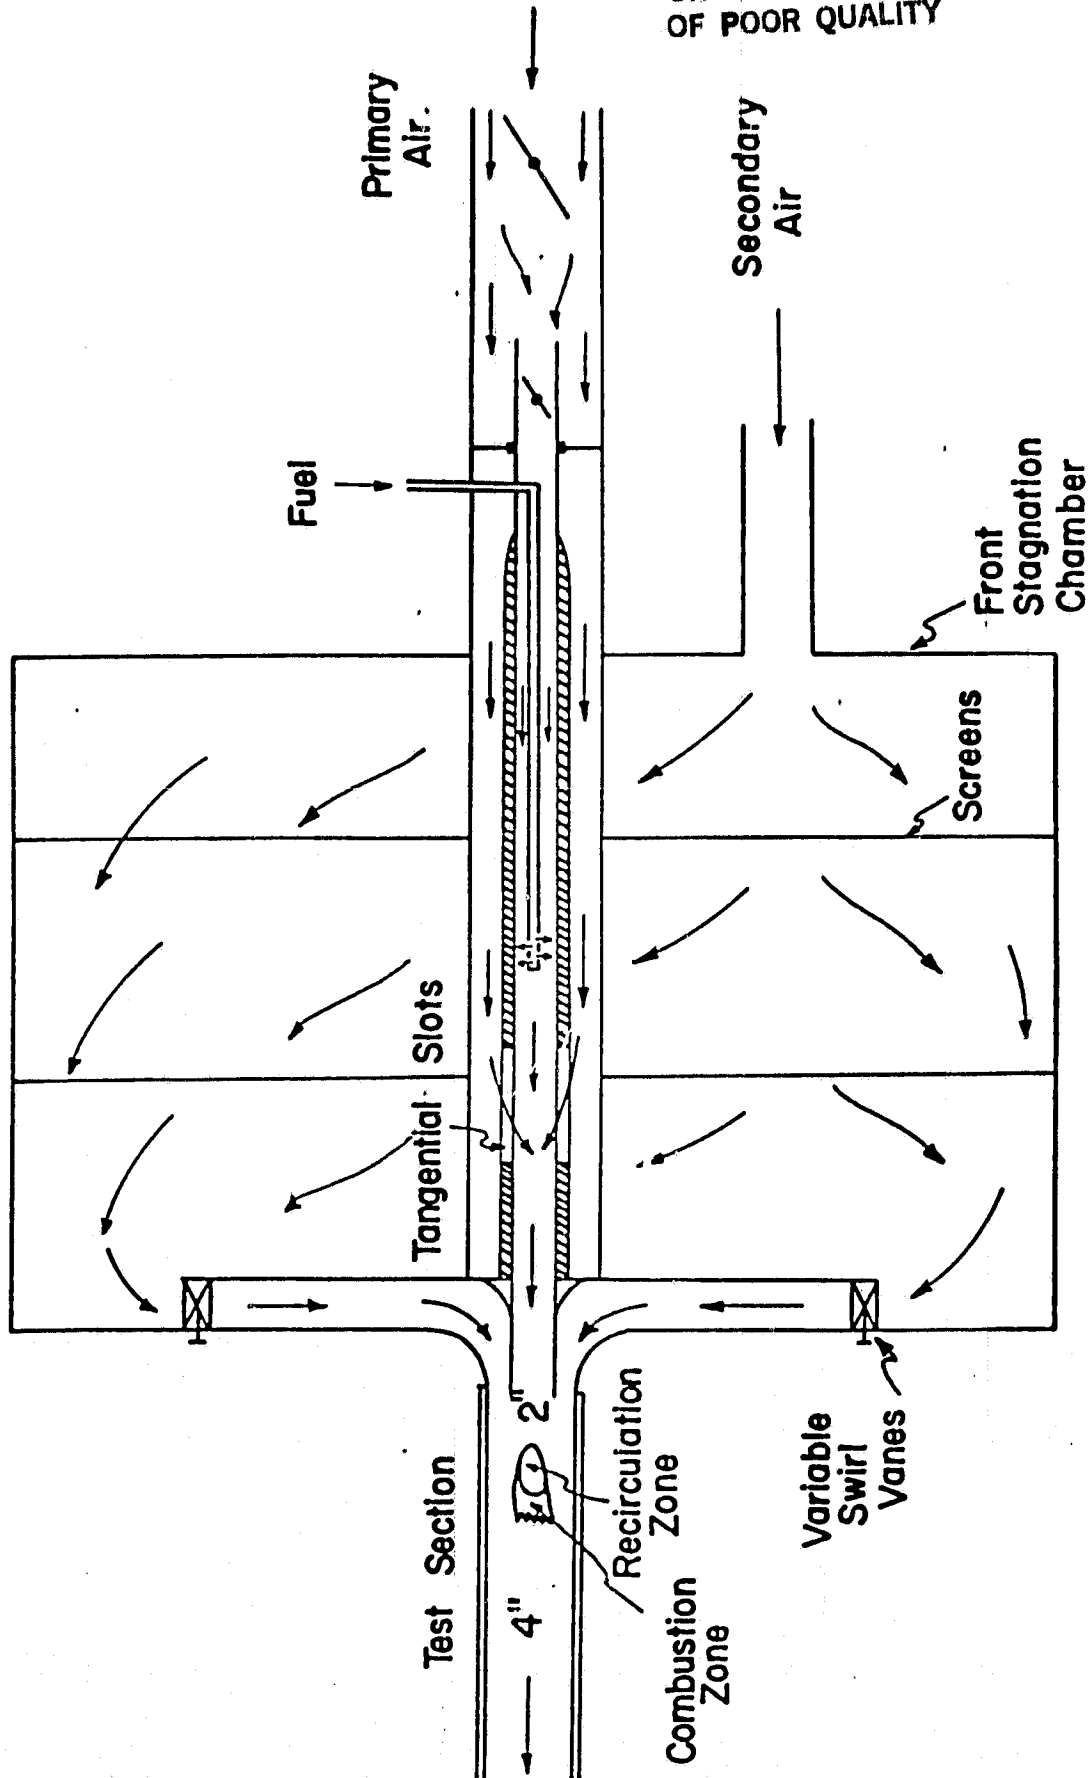 OF POOR QUALITY
Primary
Air.
Secondary
Air
Fuel
Front
Stagnation
Chamber
Screens
Tangential Slots
Variable
Swirl
Vanes
2"
Recirculation
Zone
Test Section
4"
Combustion
Zone